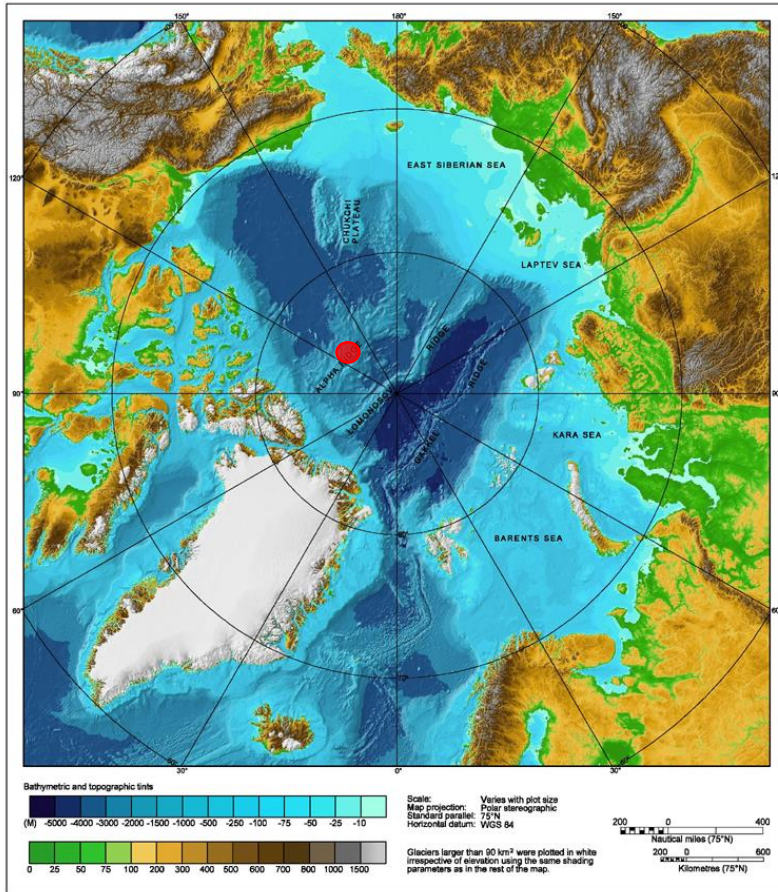 150°
180°
150°
120°
EAST SIBERIAN SEA
CHUKCHI
PLATEAU
LAPTEV SEA
RIDGE
ALPHA
RIDGE
LOMONOSOV
90°
90°
KARA SEA
GAKKEL
BARENTS SEA
60°
30°
0°
30°
Bathymetric and topographic tints
(M) -5000 -4000 -3000 -2000 -1000 -500 -250 -100 -75 -50 -25 -10
0 25 50 75 100 200 300 400 500 600 700 800 1000 1500
Scale: Varies with plot size
Map projection: Polar stereographic
Standard parallel: 75°N
Horizontal datum: WGS 84
Glaciers larger than 90 km² were plotted in white
irrespective of elevation using the same shading
parameters as in the rest of the map.
200 0 400
Nautical miles (75°N)
200 0 600
Kilometres (75°N)